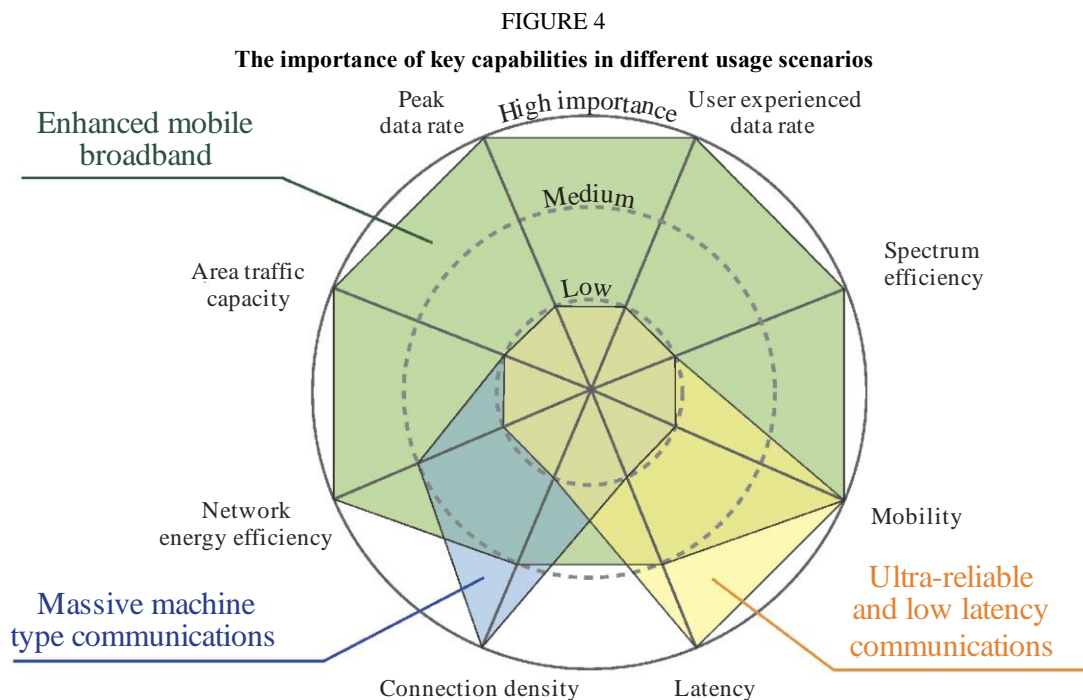 FIGURE 4
The importance of key capabilities in different usage scenarios
Peak
data rate
High importance
User experienced
data rate
Enhanced mobile
broadband
Medium
Area traffic
capacity
Low
Spectrum
efficiency
Network
energy efficiency
Mobility
Massive machine
type communications
Ultra-reliable
and low latency
communications
Connection density
Latency